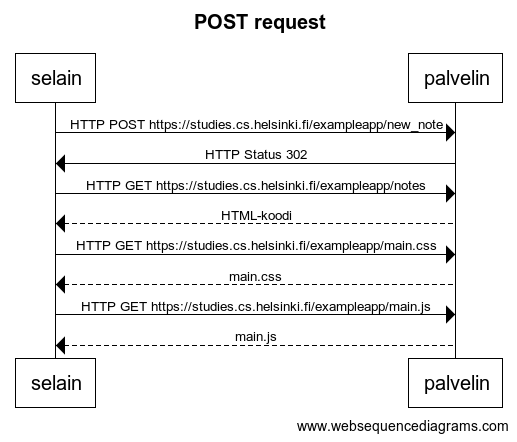 POST request
selain palvelin
HTTP POST https://studies.cs.helsinki.fi/exampleapp/new_note
HTTP Status 302
HTTP GET https://studies.cs.helsinki.fi/exampleapp/notes
HTML-koodi
HTTP GET https://studies.cs.helsinki.fi/exampleapp/main.css
main.css
HTTP GET https://studies.cs.helsinki.fi/exampleapp/main.js
main.js
selain palvelin
www.websequencediagrams.com